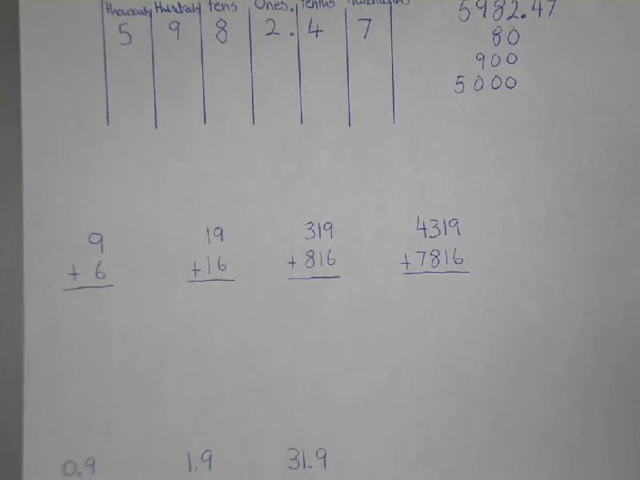 Thousands Hundreds Tens Ones. Tenths
5 9 8 2 . 4 7
5982.47
80
900
5000
9 19 319 4319
+ 6 +16 +816 +7816
0.9 1.9 31.9